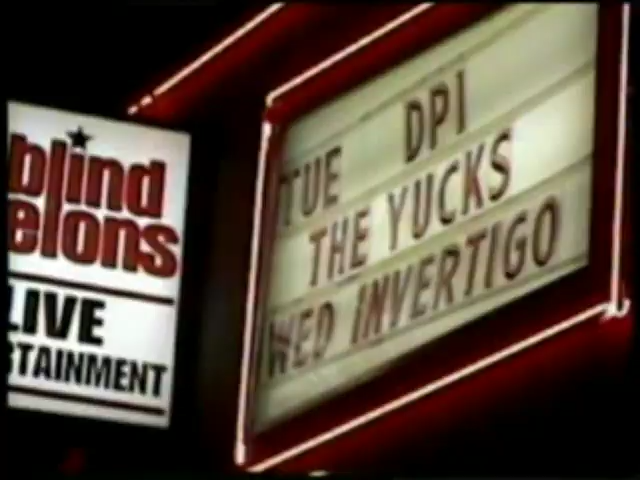 blind
elons
LIVE
TAINMENT
TUE DPI
THE YUCKS
WED INVERTIGO